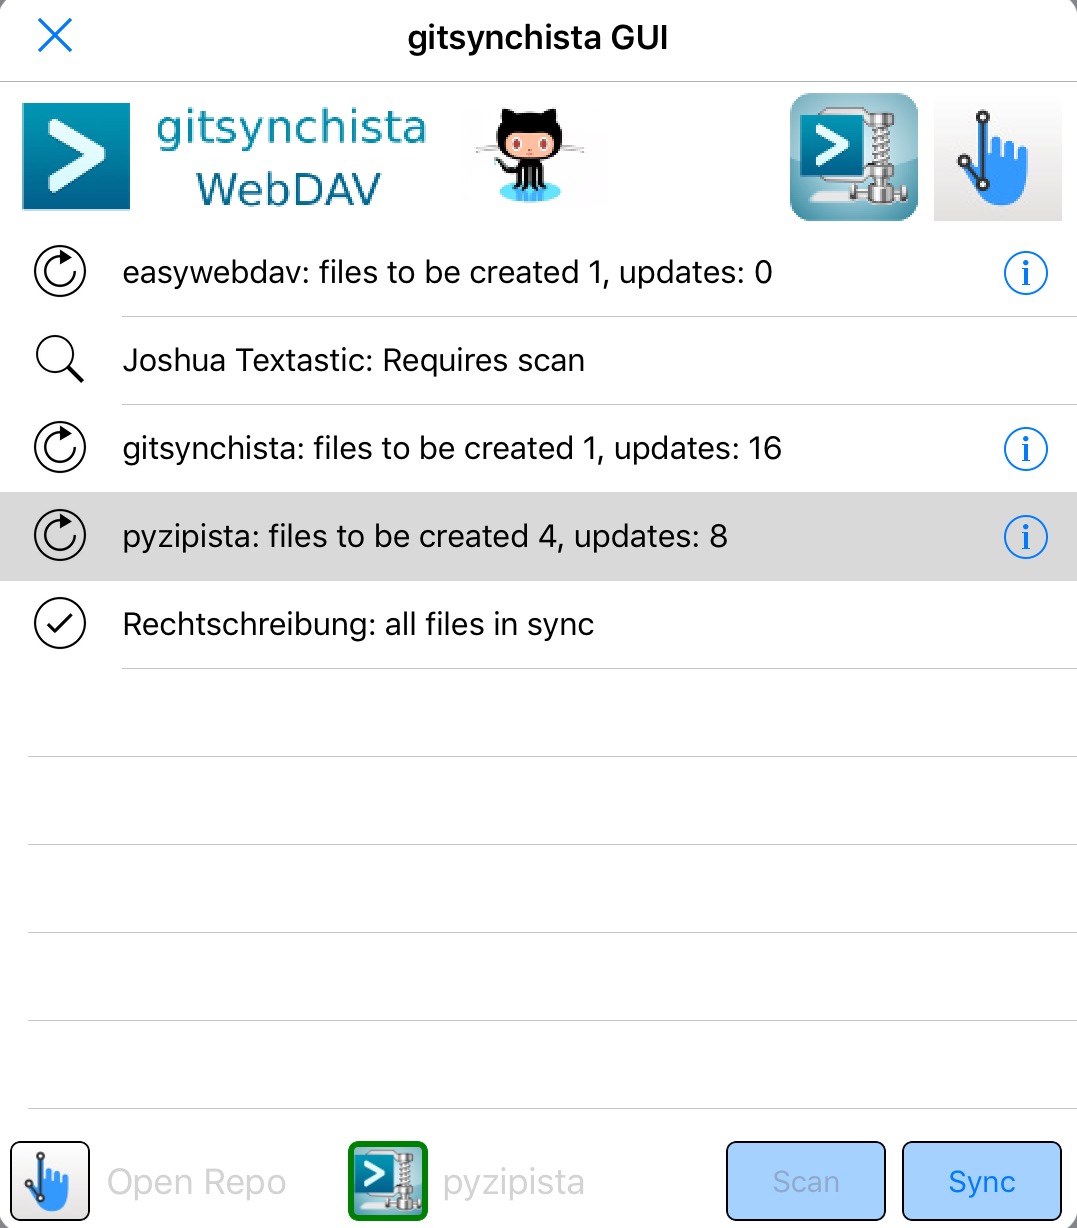 gitsynchista GUI
gitsynchista
WebDAV
easywebdav: files to be created 1, updates: 0
Joshua Textastic: Requires scan
gitsynchista: files to be created 1, updates: 16
pyzipista: files to be created 4, updates: 8
Rechtschreibung: all files in sync
Open Repo
pyzipista
Scan
Sync